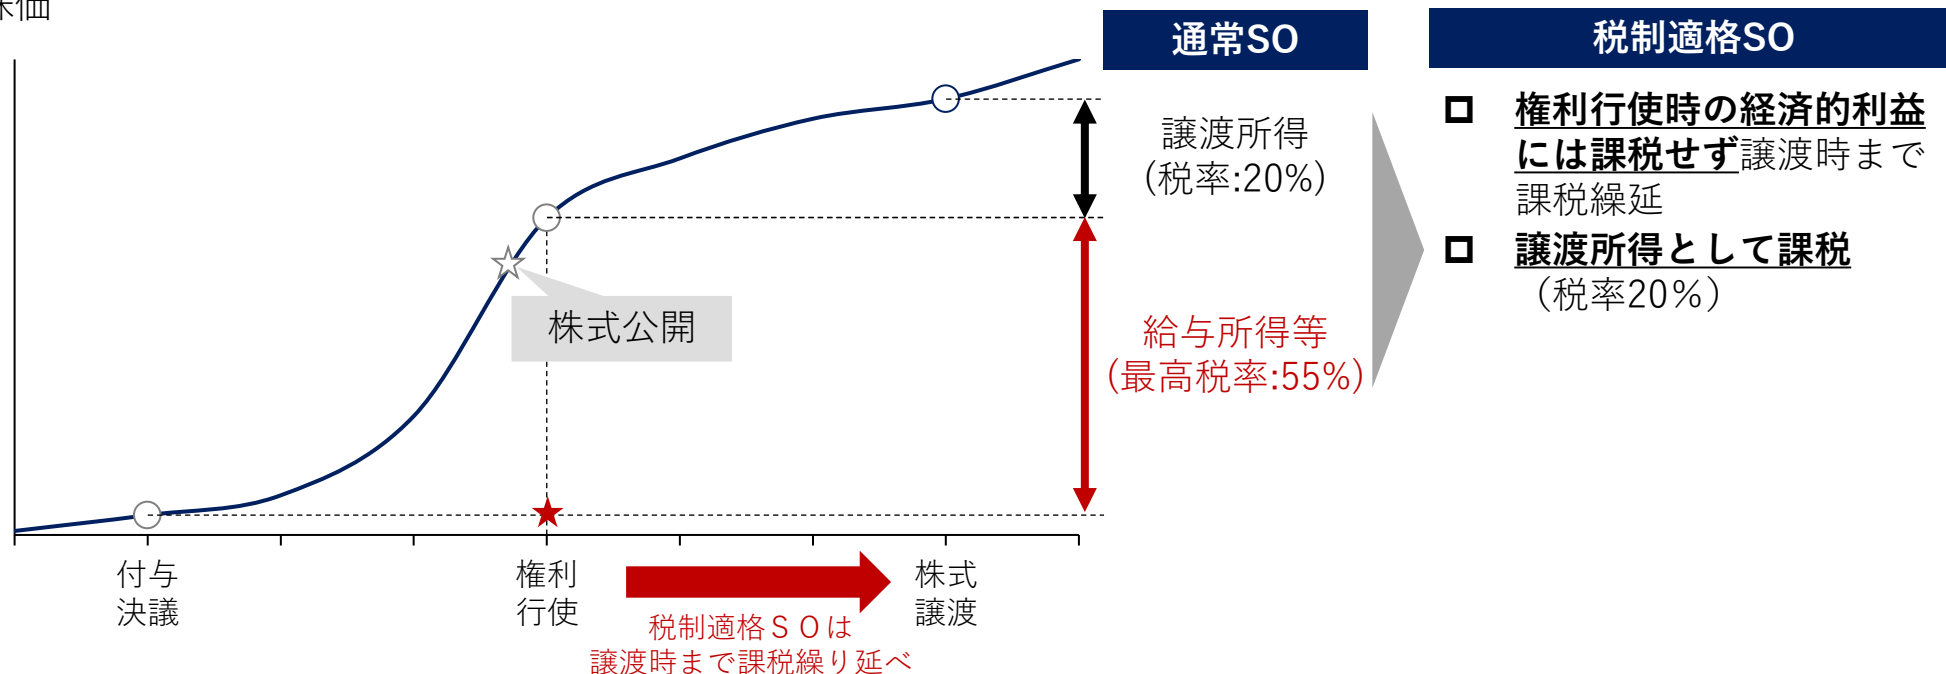 株価
通常SO
譲渡所得
(税率:20%)
給与所得等
(最高税率:55%)
税制適格SO
権利行使時の経済的利益
には課税せず譲渡時まで
課税繰延
譲渡所得として課税
（税率20％）
株式公開
付与
決議
権利
行使
株式
譲渡
税制適格ＳＯは
譲渡時まで課税繰り延べ